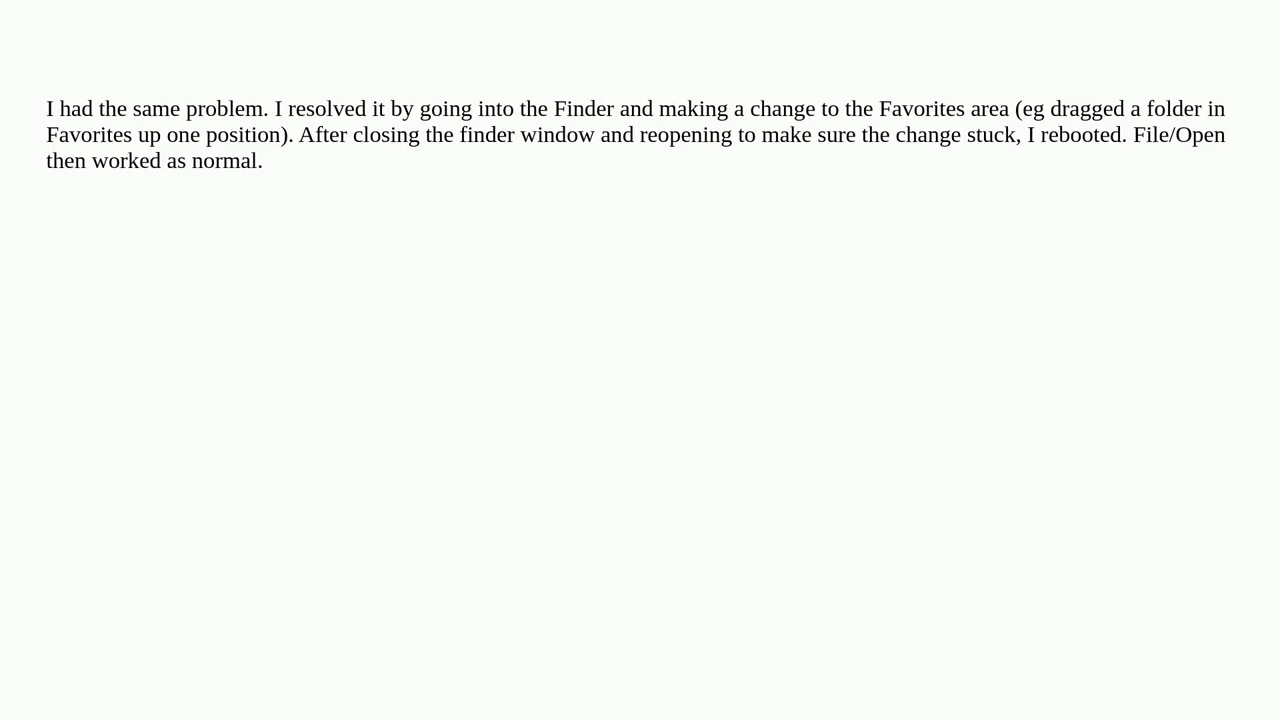 I had the same problem. I resolved it by going into the Finder and making a change to the Favorites area (eg dragged a folder in
Favorites up one position). After closing the finder window and reopening to make sure the change stuck, I rebooted. File/Open
then worked as normal.